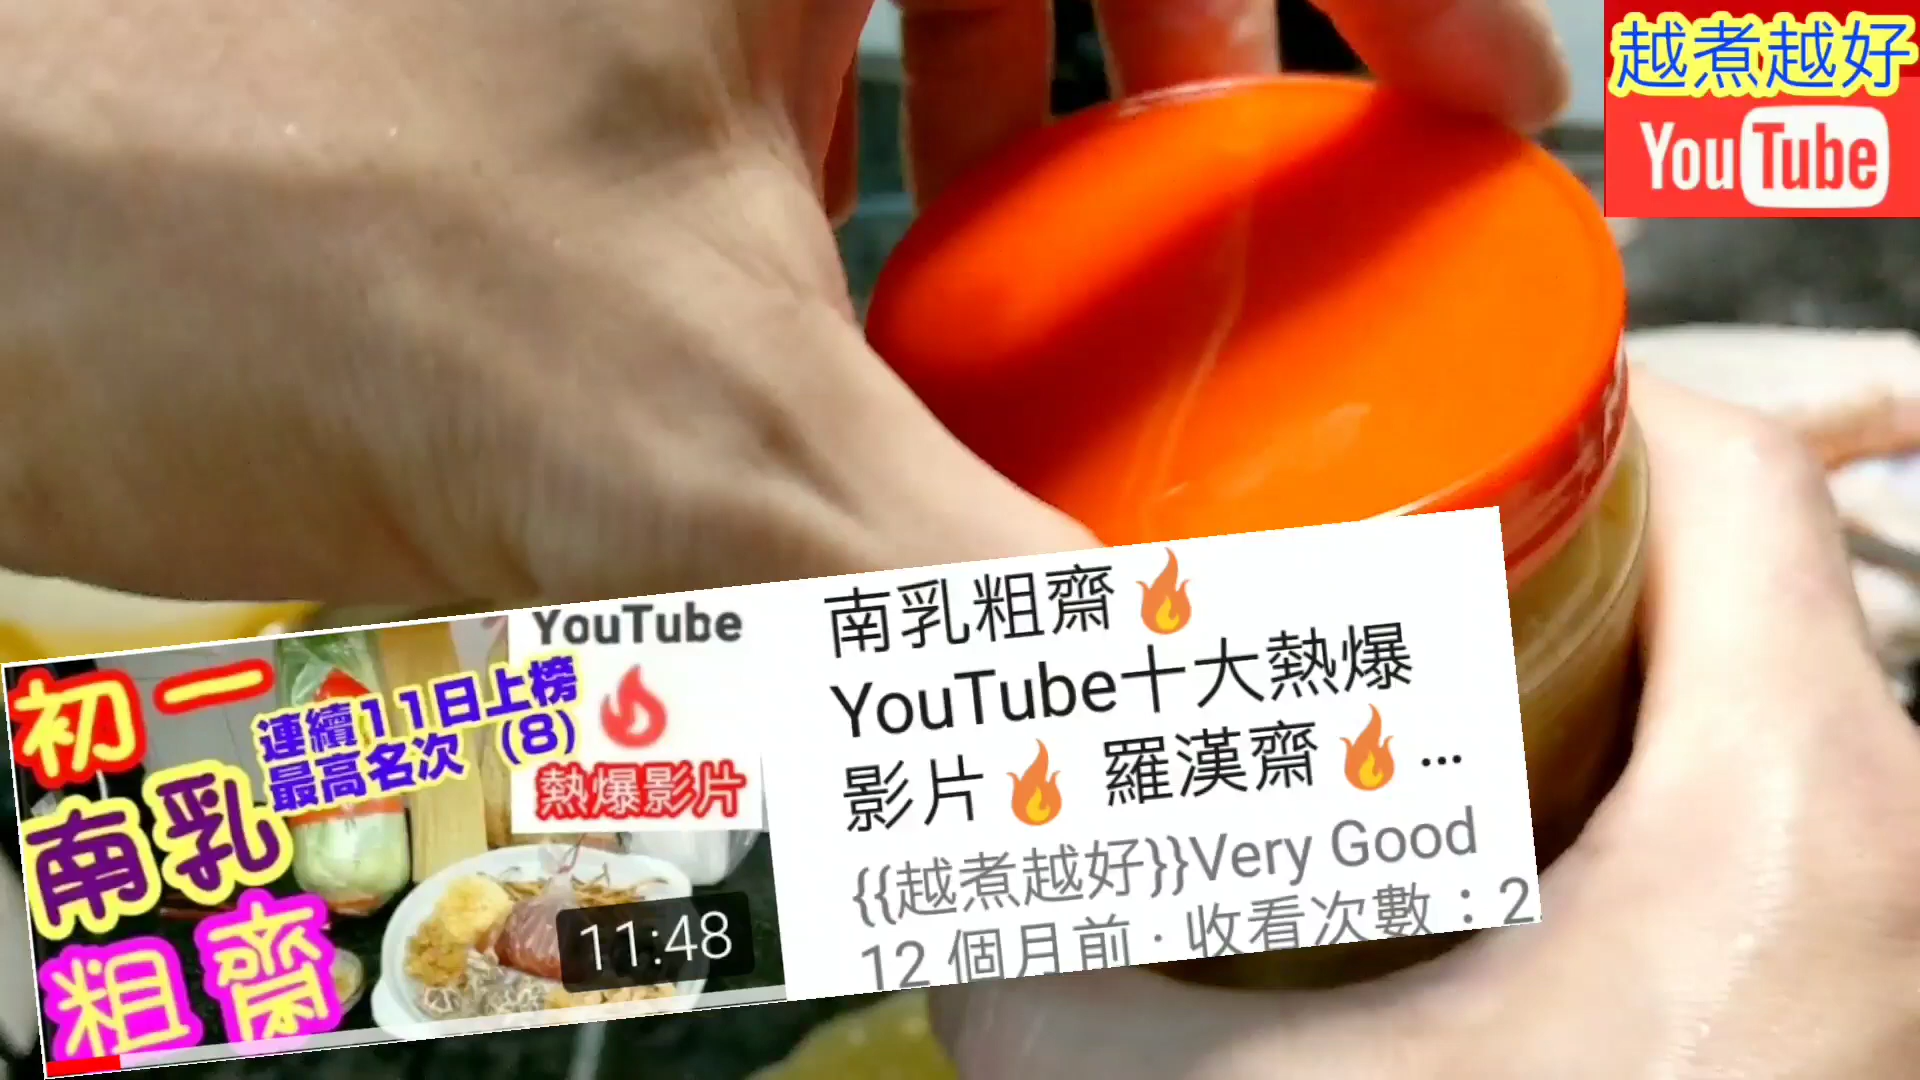 越煮越好
YouTube
初一
南乳
粗齋
連續11日上榜
最高名次（8）
YouTube
熱爆影片
11:48
南乳粗齋🔥
YouTube十大熱爆
影片🔥 羅漢齋🔥...
{{越煮越好}}Very Good
12 個月前 · 收看次數：2